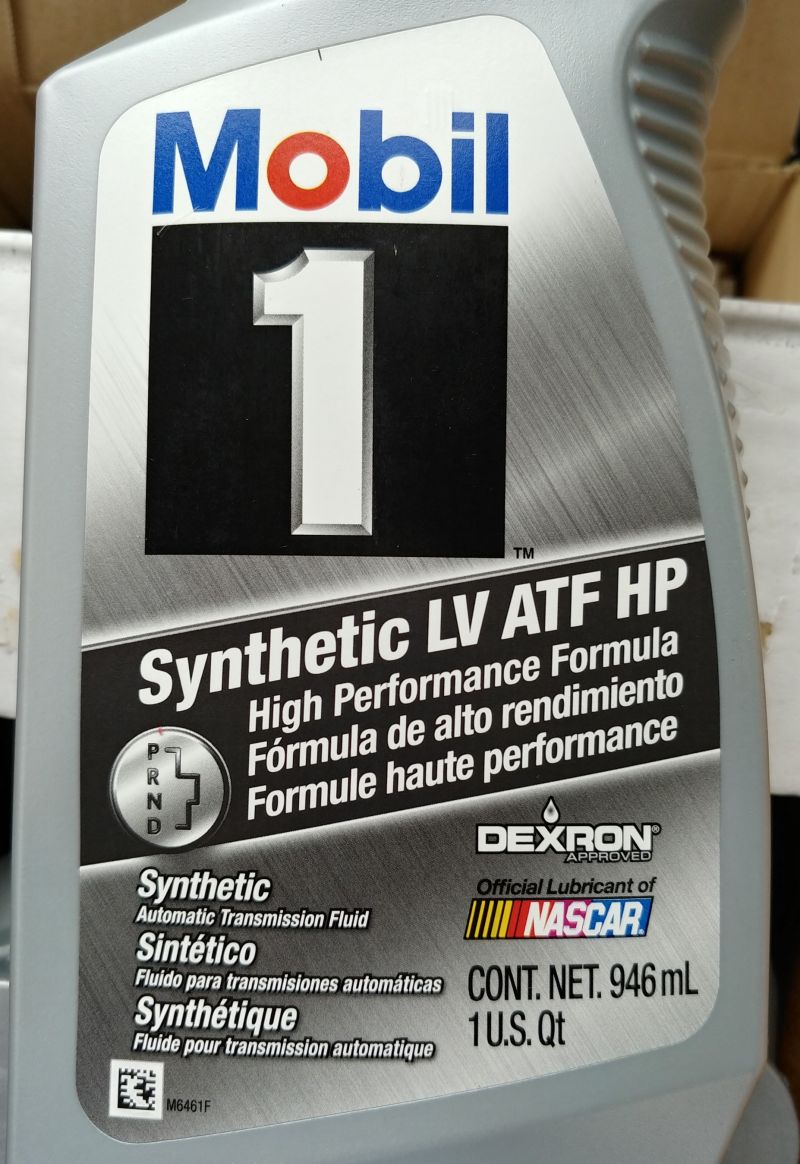 Mobil
1
TM
Synthetic LV ATF HP
High Performance Formula
Fórmula de alto rendimiento
Formule haute performance
P
R
N
D
DEXRON®
APPROVED
Synthetic
Automatic Transmission Fluid
Sintético
Fluido para transmisiones automáticas
Synthétique
Fluide pour transmission automatique
Official Lubricant of
NASCAR®
CONT. NET. 946 mL
1 U.S. Qt
M6461F